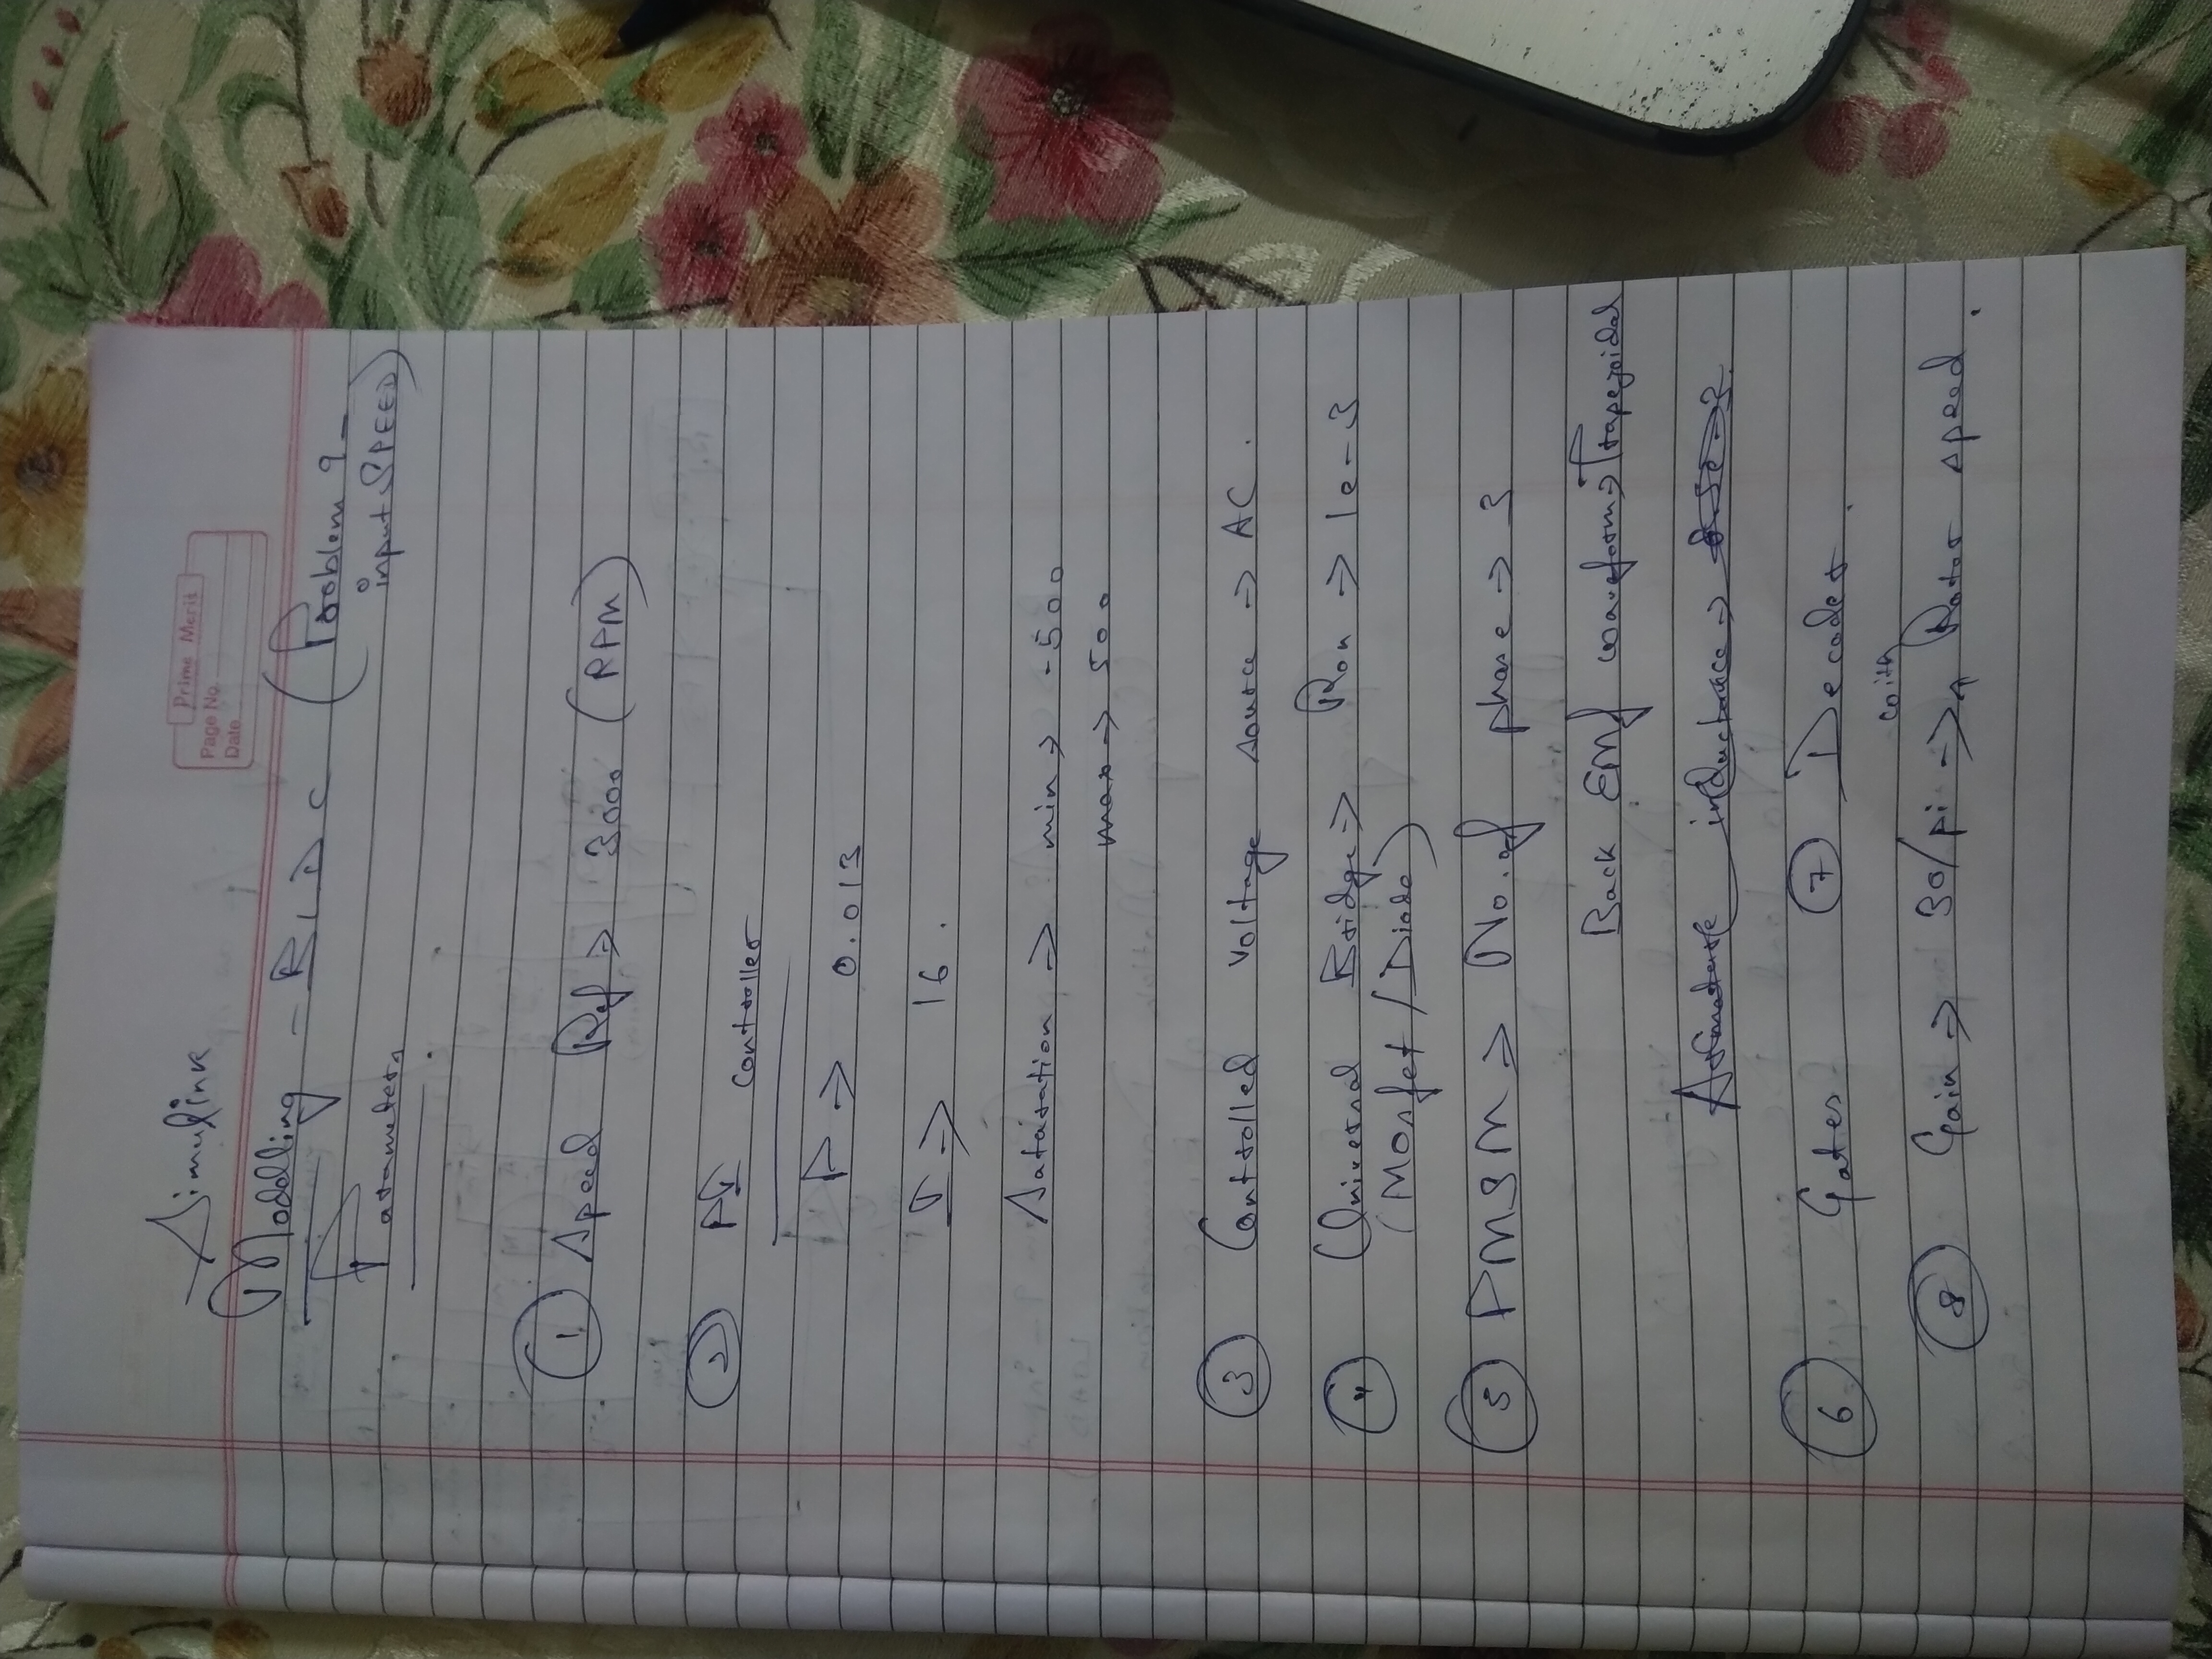 Simulink
Prime Merit
Page No.
Date
Modelling - BLDC (Problem 9 -
input SPEED)
Parameters
1 Speed Ref → 3000 (RPM)
2 PI controller
P → 0.013
I → 16.
Saturation → min → -500
max → 500
3 Controlled voltage source → AC.
4 Universal Bridge → Ron → 1e-3
(Mosfet / Diode)
5 PMSM → No. of phase → 3
Back EMf waveform → Trapezoidal
Armature inductance →
6 Gates 7 Decoder.
with
8 Gain → 30/pi → Rotor speed.